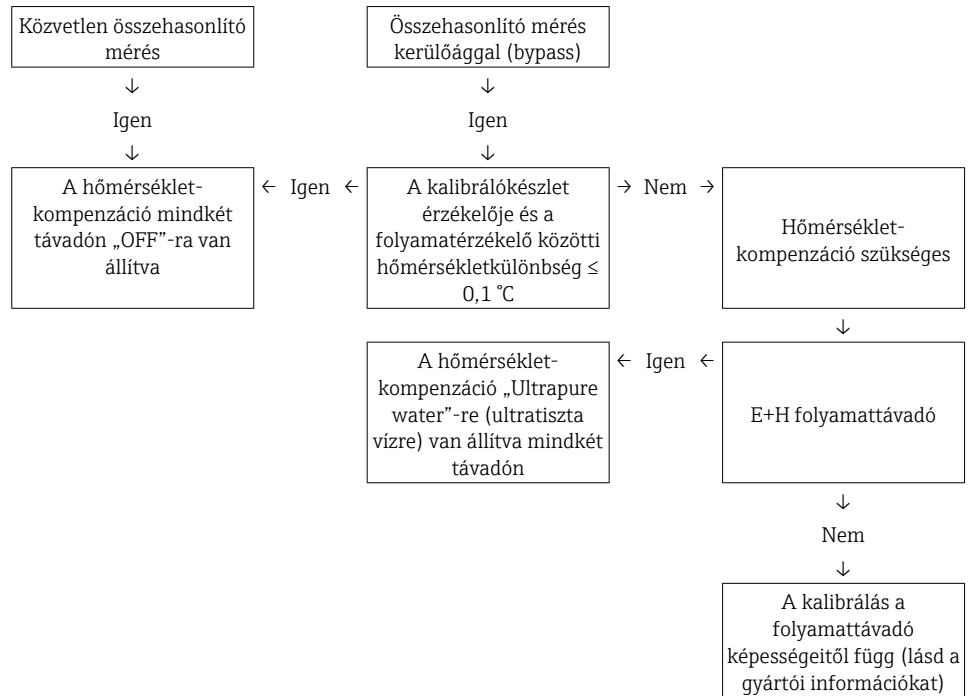 Közvetlen összehasonlító
mérés
Összehasonlító mérés
kerülőággal (bypass)
↓
↓
Igen
Igen
↓
↓
A hőmérséklet-
kompenzáció mindkét
távadón „OFF”-ra van
állítva
← Igen ←
A kalibrálókészlet
érzékelője és a
folyamatérzékelő közötti
hőmérsékletkülönbség ≤
0,1 °C
→ Nem →
Hőmérséklet-
kompenzáció szükséges
↓
A hőmérséklet-
kompenzáció „Ultrapure
water”-re (ultratiszta
vízre) van állítva mindkét
távadón
← Igen ←
E+H folyamattávadó
↓
Nem
↓
A kalibrálás a
folyamattávadó
képességeitől függ (lásd a
gyártói információkat)